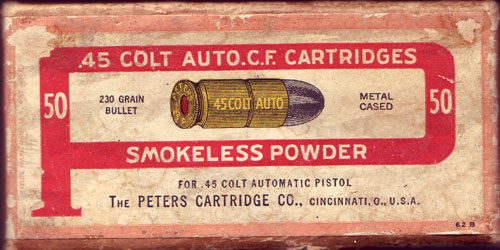 .45 COLT AUTO.C.F. CARTRIDGES
50
230 GRAIN
BULLET
PETERS
45 COLT AUTO
METAL
CASED
50
SMOKELESS POWDER
FOR .45 COLT AUTOMATIC PISTOL
THE PETERS CARTRIDGE CO., CINCINNATI, O., U.S.A.
62 B